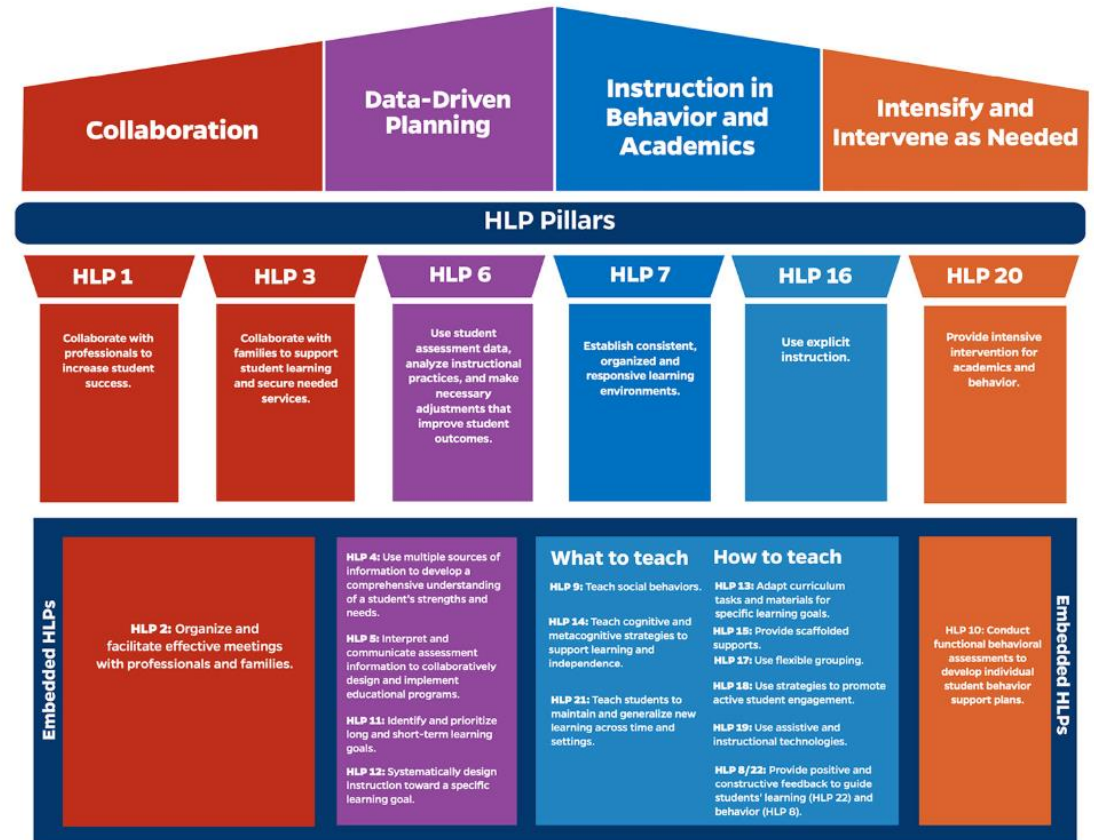 Collaboration
Data-Driven
Planning
Instruction in
Behavior and
Academics
Intensify and
Intervene as Needed
HLP Pillars
HLP 1
Collaborate with
professionals to
increase student
success.
HLP 3
Collaborate with
families to support
student learning
and secure needed
services.
HLP 6
Use student
assessment data,
analyze instructional
practices, and make
necessary
adjustments that
improve student
outcomes.
HLP 7
Establish consistent,
organized and
responsive learning
environments.
HLP 16
Use explicit
instruction.
HLP 20
Provide intensive
intervention for
academics and
behavior.
Embedded HLPs
HLP 2: Organize and
facilitate effective meetings
with professionals and families.
HLP 4: Use multiple sources of
information to develop a
comprehensive understanding
of a student's strengths and
needs.
HLP 5: Interpret and
communicate assessment
information to collaboratively
design and implement
educational programs.
HLP 11: Identify and prioritize
long and short-term learning
goals.
HLP 12: Systematically design
instruction toward a specific
learning goal.
What to teach
HLP 9: Teach social behaviors.
HLP 14: Teach cognitive and
metacognitive strategies to
support learning and
independence.
HLP 21: Teach students to
maintain and generalize new
learning across time and
settings.
How to teach
HLP 13: Adapt curriculum
tasks and materials for
specific learning goals.
HLP 15: Provide scaffolded
supports.
HLP 17: Use flexible grouping.
HLP 18: Use strategies to promote
active student engagement.
HLP 19: Use assistive and
instructional technologies.
HLP 8/22: Provide positive and
constructive feedback to guide
students' learning (HLP 22) and
behavior (HLP 8).
HLP 10: Conduct
functional behavioral
assessments to
develop individual
student behavior
support plans.
Embedded HLPs